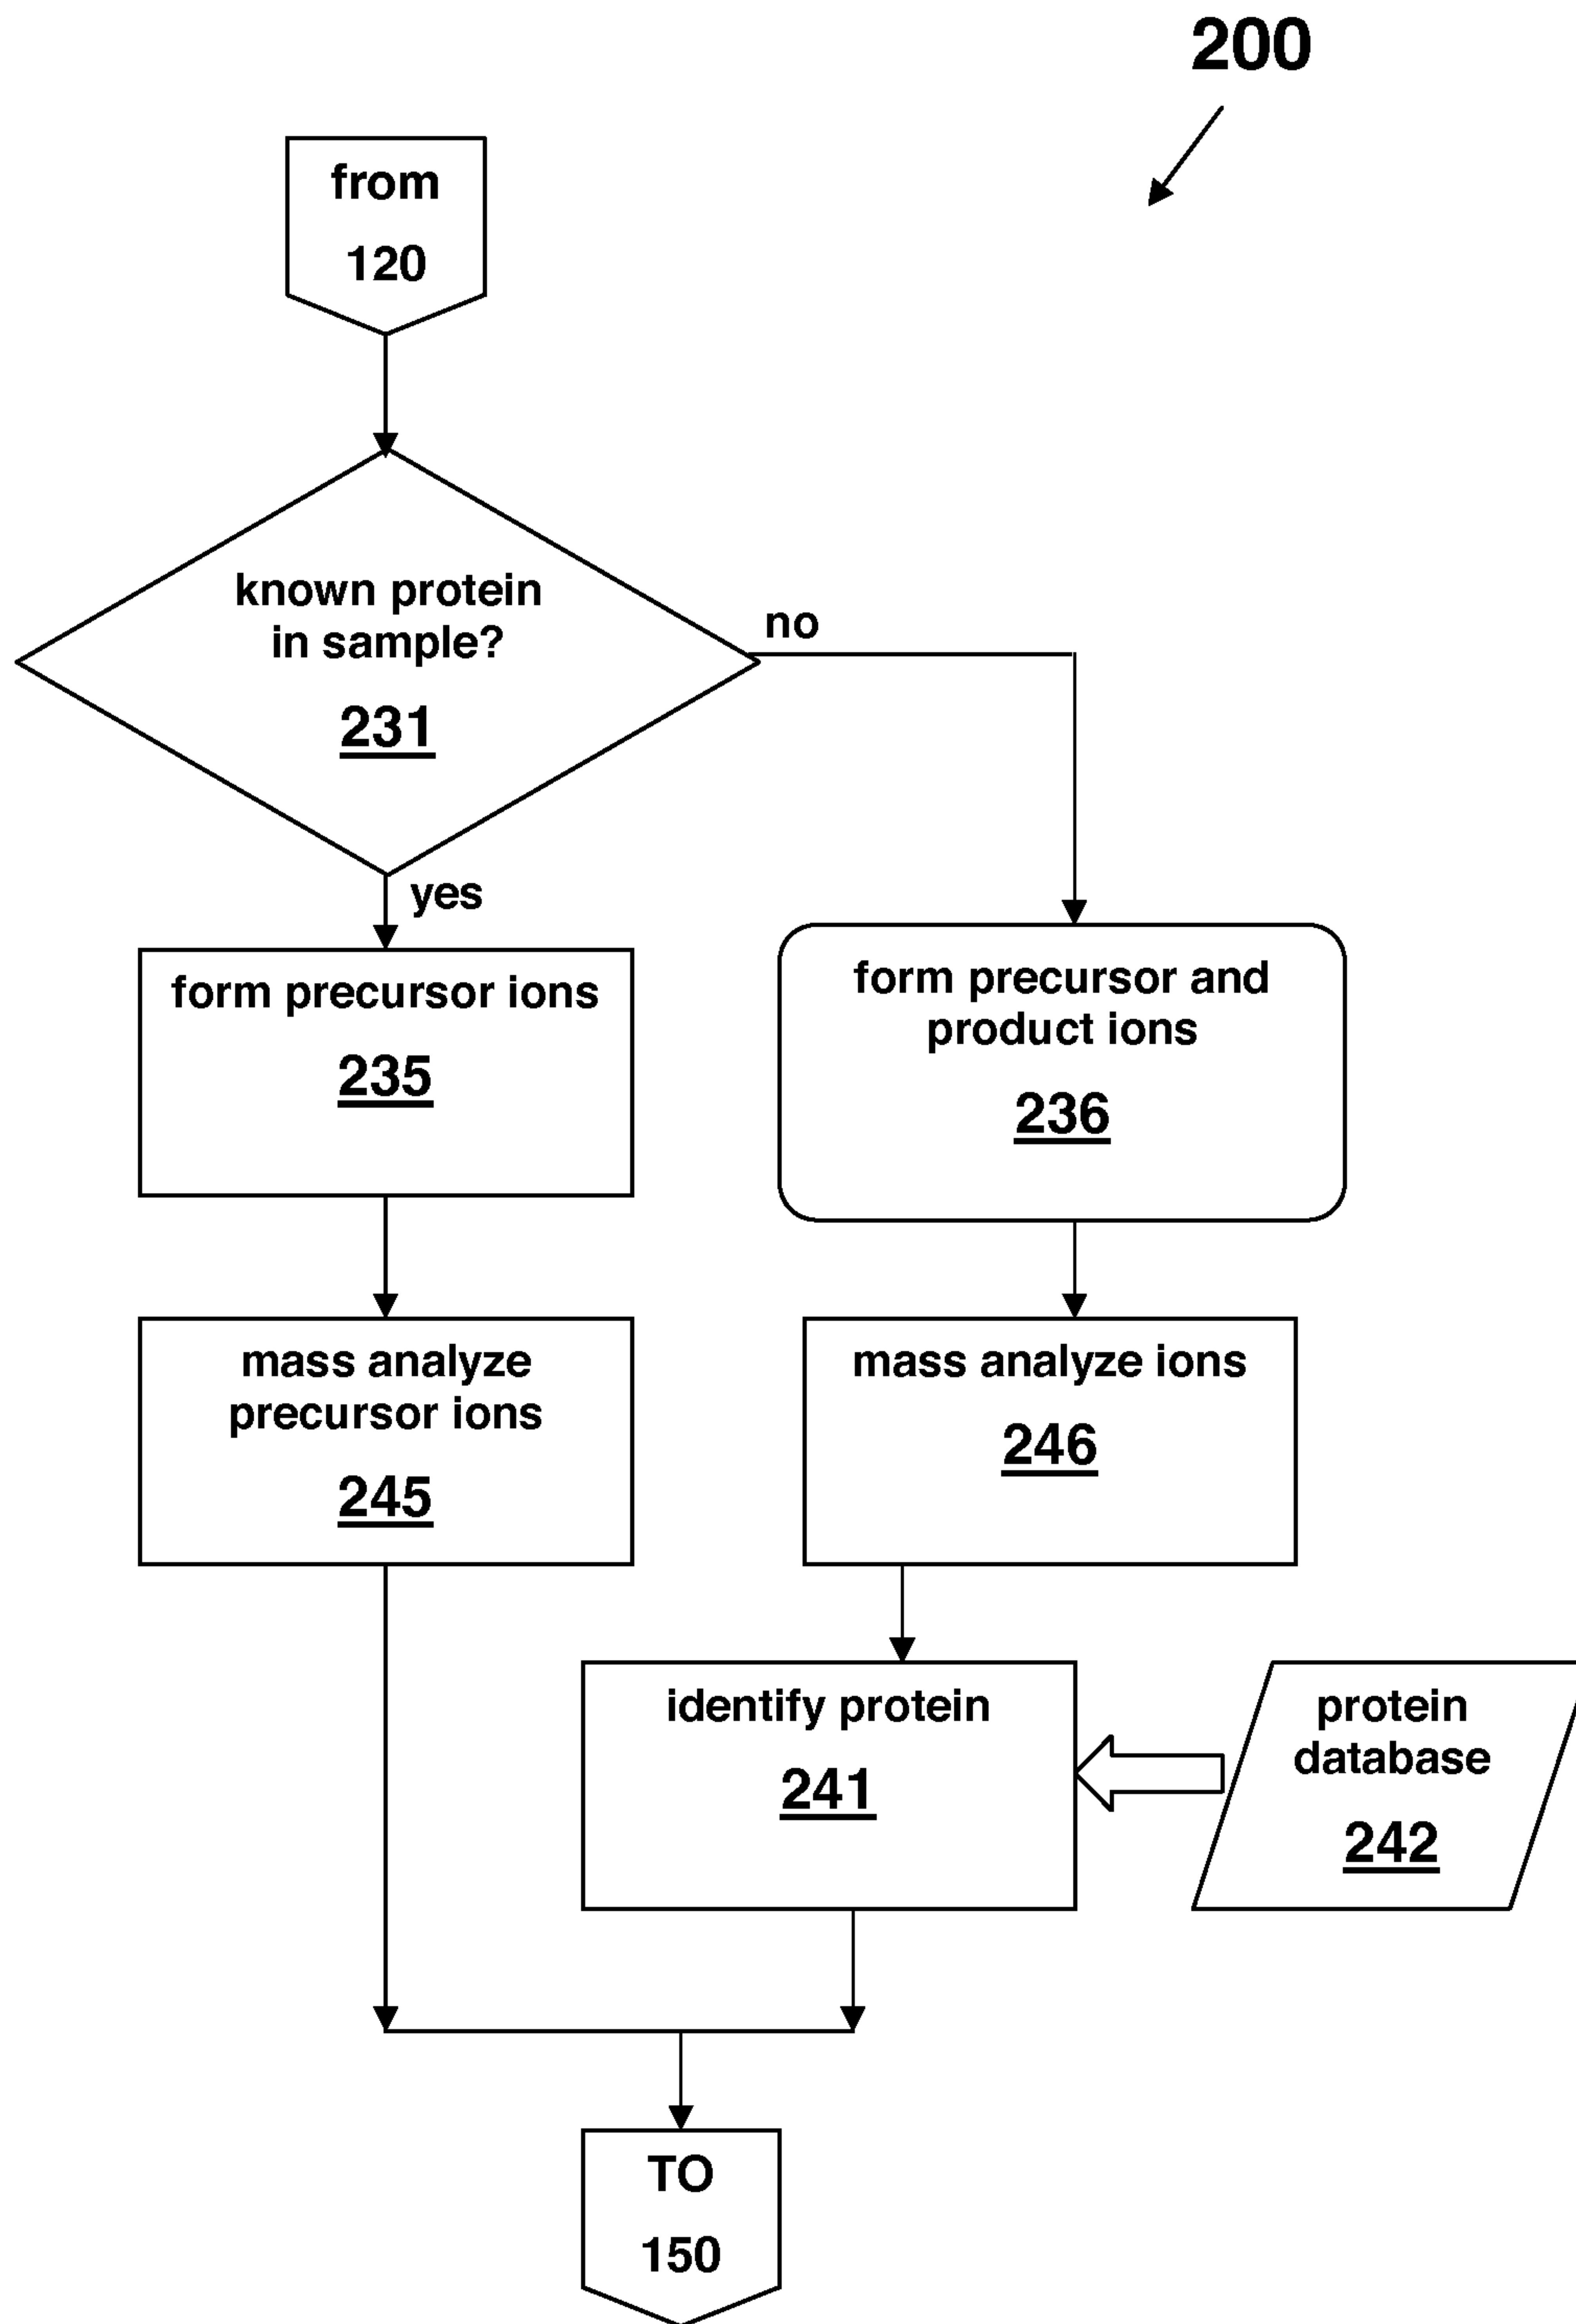 200
from
120
known protein
in sample?
231
no
yes
form precursor ions
235
form precursor and
product ions
236
mass analyze
precursor ions
245
mass analyze ions
246
identify protein
241
protein
database
242
TO
150